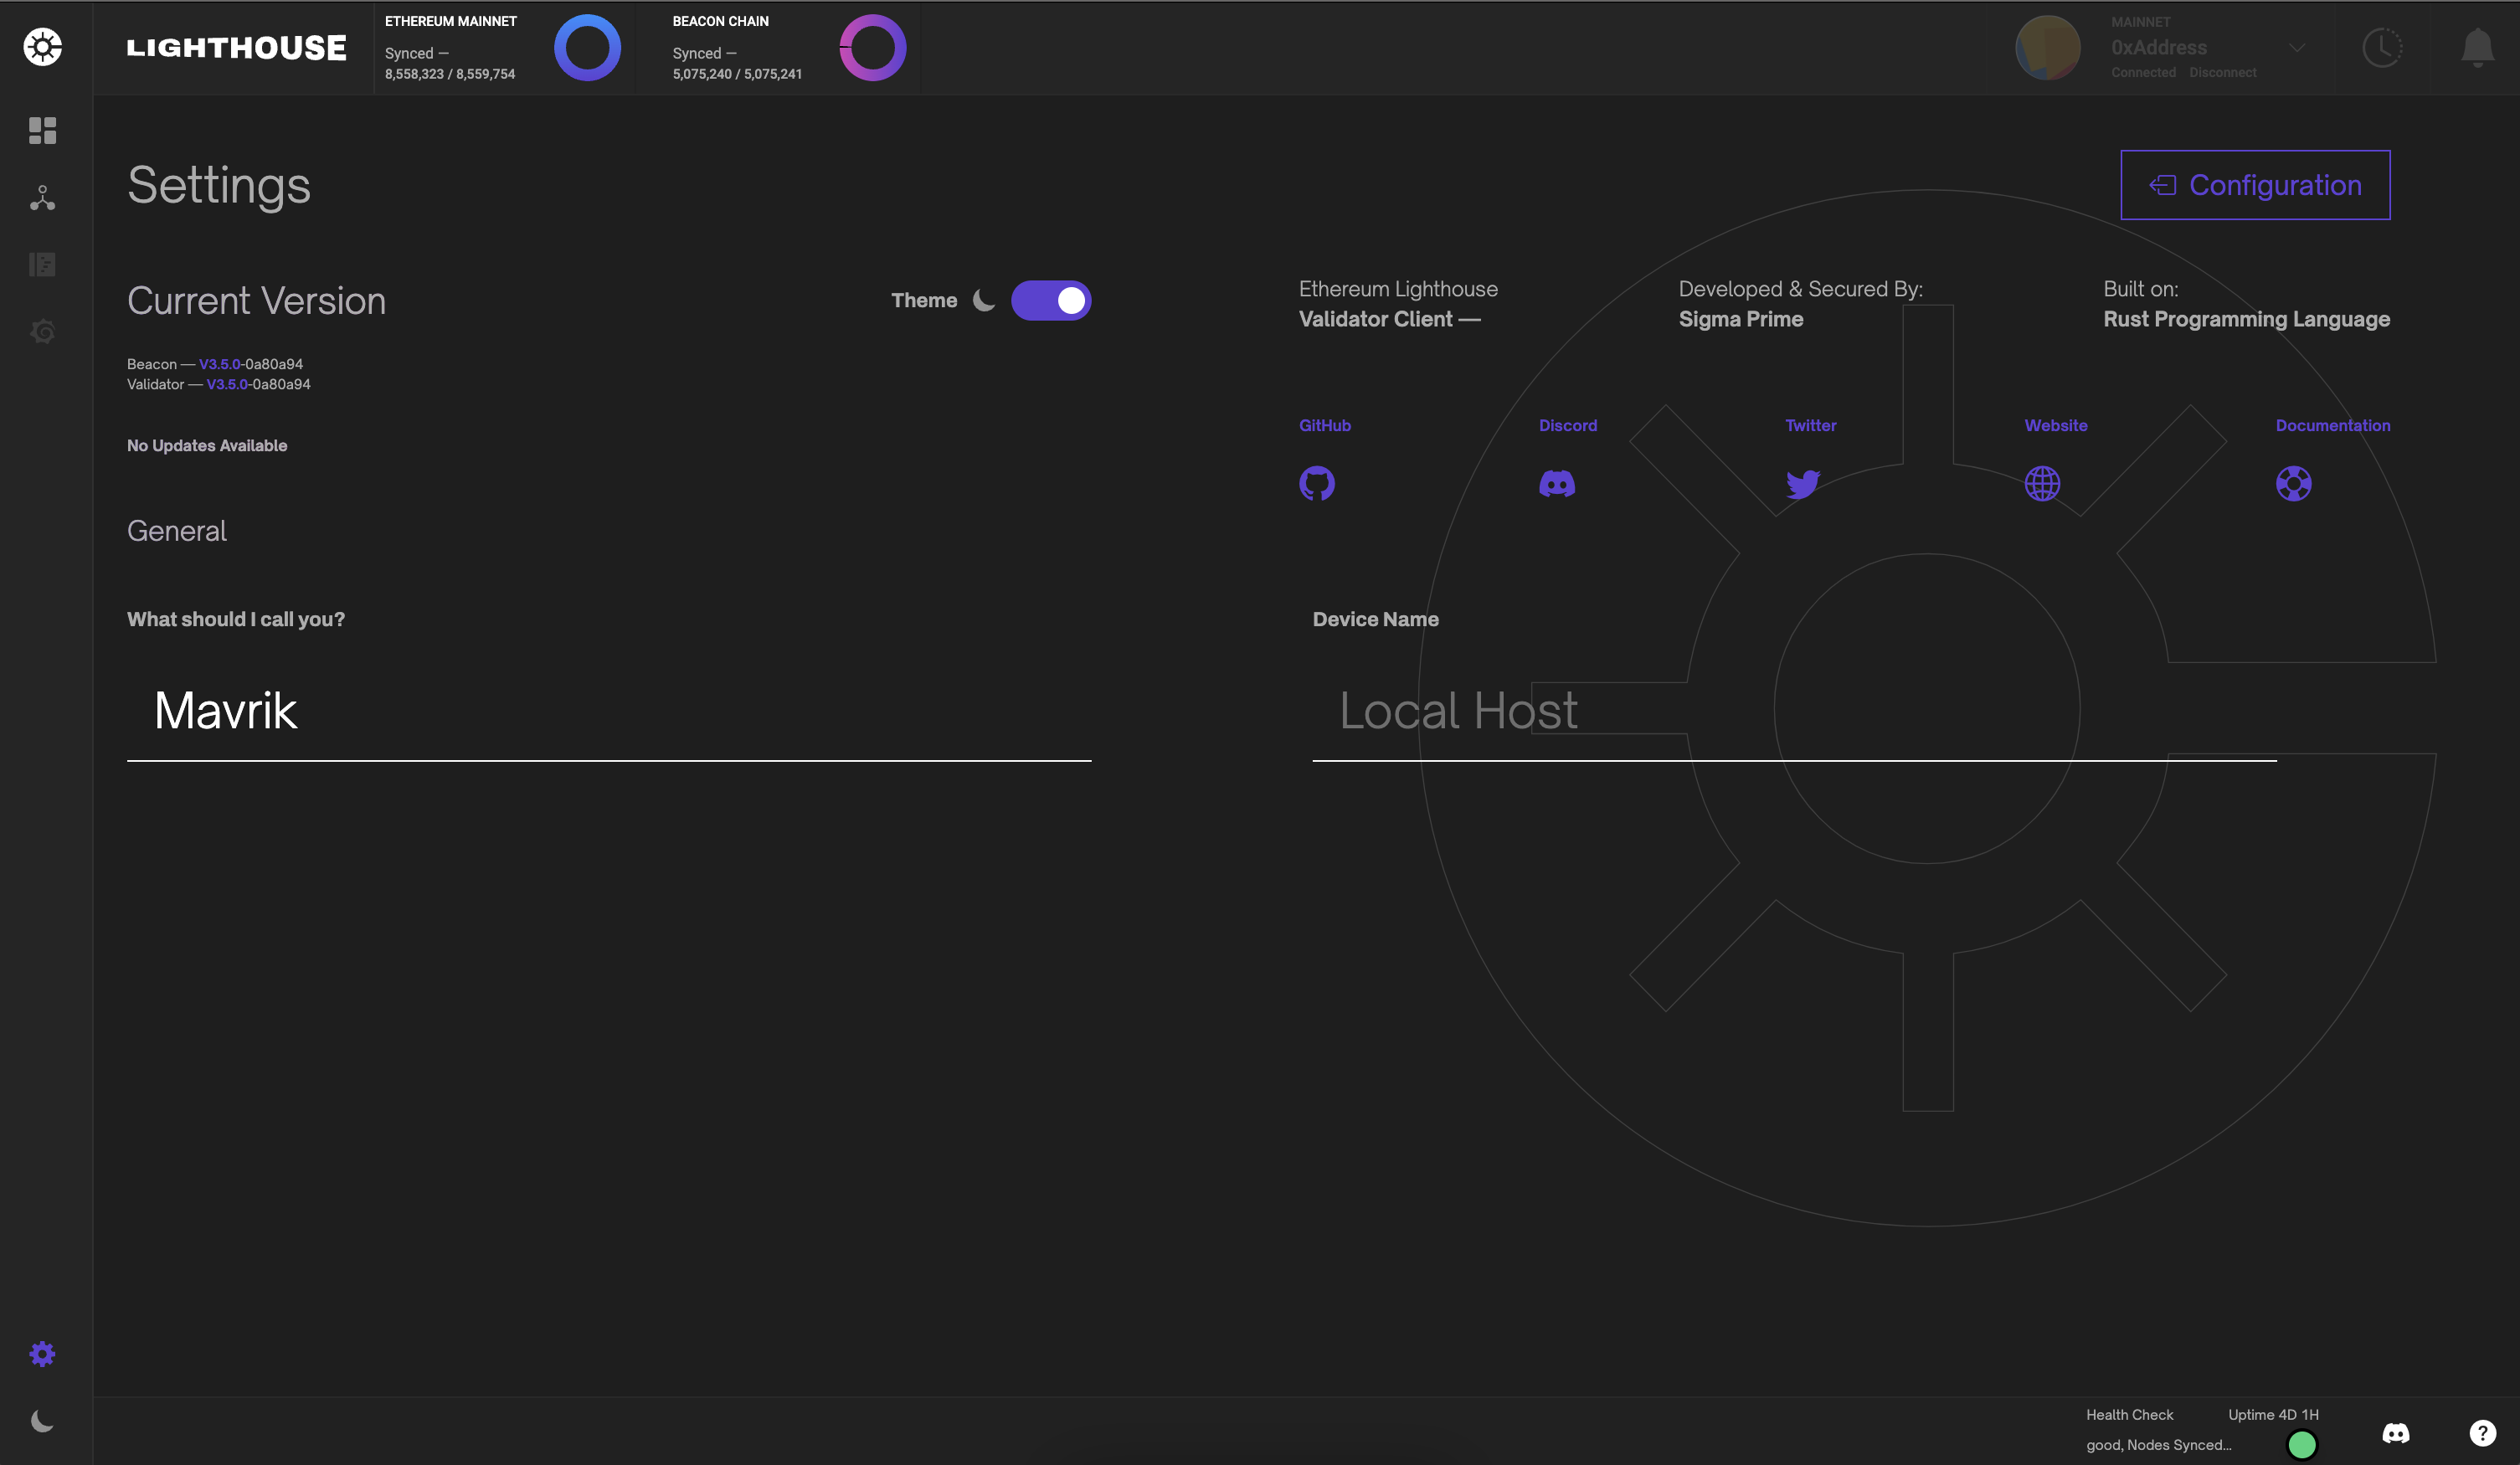 LIGHTHOUSE
ETHEREUM MAINNET
Synced —
8,558,323 / 8,559,754
BEACON CHAIN
Synced —
5,075,240 / 5,075,241
MAINNET
0xAddress
Connected Disconnect
Settings
Configuration
Current Version
Theme
Beacon — V3.5.0-0a80a94
Validator — V3.5.0-0a80a94
No Updates Available
Ethereum Lighthouse
Validator Client —
Developed & Secured By:
Sigma Prime
Built on:
Rust Programming Language
GitHub
Discord
Twitter
Website
Documentation
General
What should I call you?
Mavrik
Device Name
Local Host
Health Check
Uptime 4D 1H
good, Nodes Synced...
?